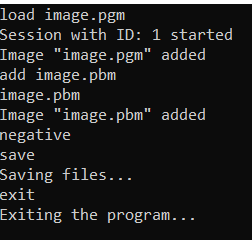 load image.pgm
Session with ID: 1 started
Image "image.pgm" added
add image.pbm
image.pbm
Image "image.pbm" added
negative
save
Saving files...
exit
Exiting the program...